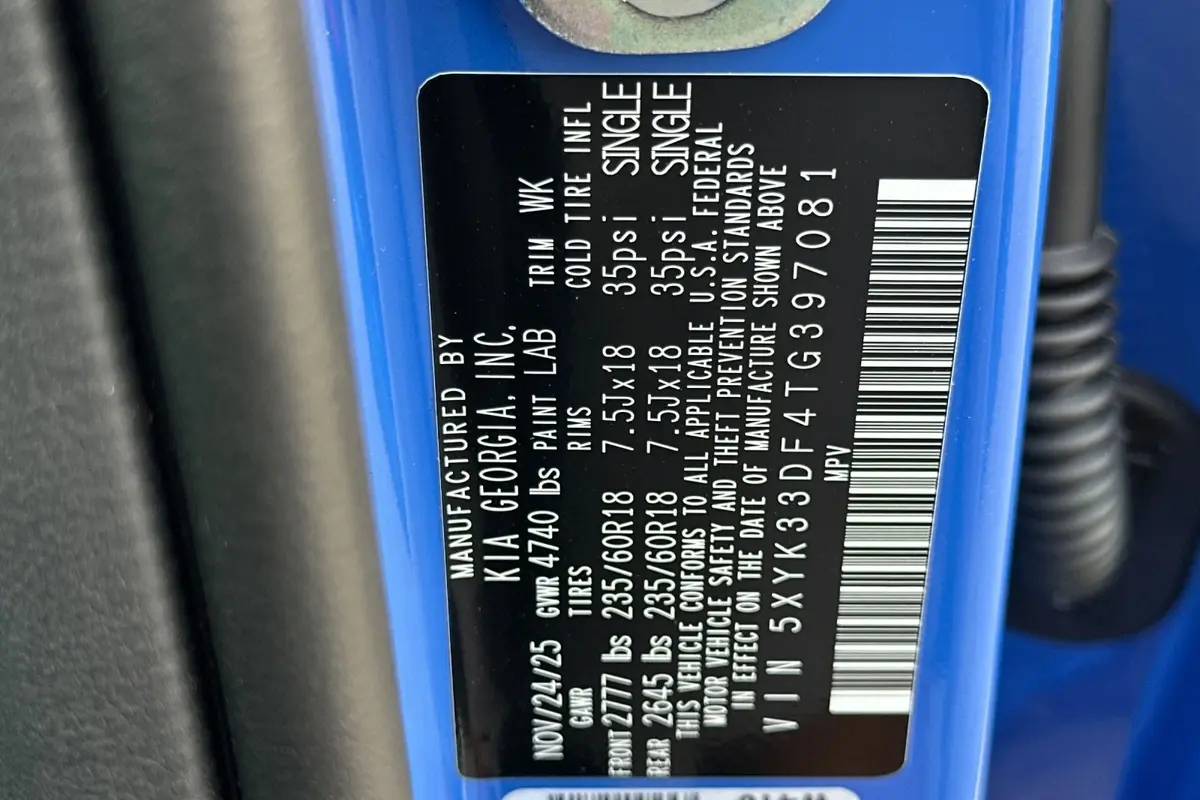 MANUFACTURED BY
KIA GEORGIA, INC.
NOV/24/25 GVWR 4740 lbs PAINT LAB TRIM WK
GAWR TIRES RIMS COLD TIRE INFL
FRONT 2777 lbs 235/60R18 7.5Jx18 35psi SINGLE
REAR 2645 lbs 235/60R18 7.5Jx18 35psi SINGLE
THIS VEHICLE CONFORMS TO ALL APPLICABLE U.S.A. FEDERAL
MOTOR VEHICLE SAFETY AND THEFT PREVENTION STANDARDS
IN EFFECT ON THE DATE OF MANUFACTURE SHOWN ABOVE
VIN 5XYK33DF4TG397081
MPV